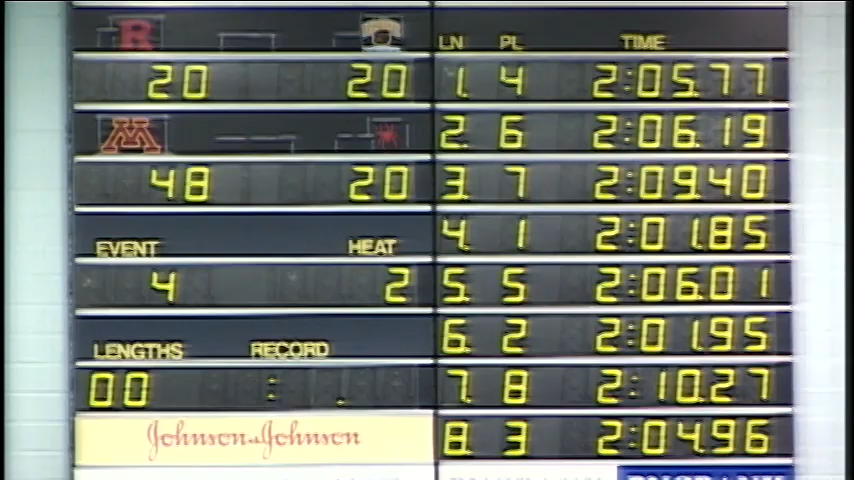 R
LN PL TIME
20 20 1. 4 2:05.77
M 2. 6 2:06.19
48 20 3. 7 2:09.40
EVENT HEAT 4. 1 2:01.85
4 2 5. 5 2:06.01
LENGTHS RECORD 6. 2 2:01.95
00 : . 7. 8 2:10.27
Johnson & Johnson 8. 3 2:04.96